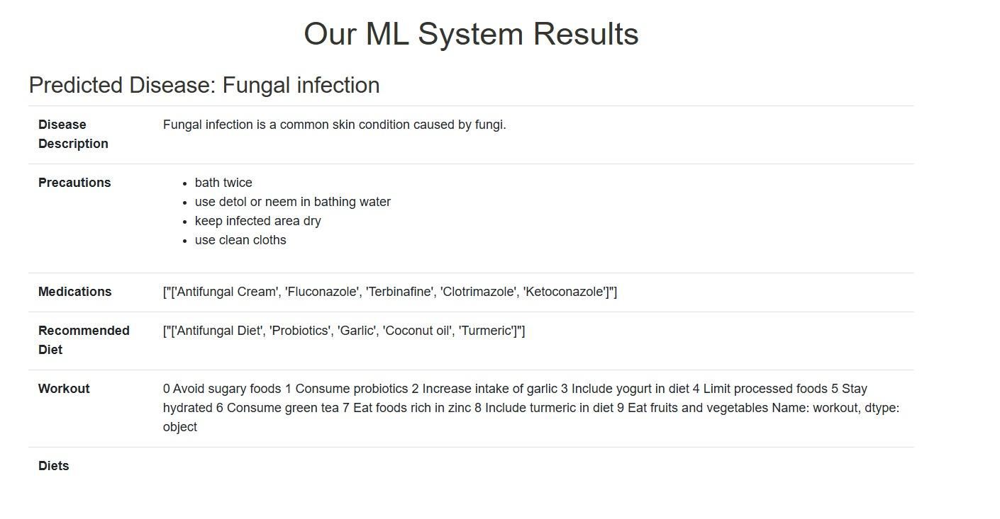 Our ML System Results
Predicted Disease: Fungal infection
Disease
Description
Fungal infection is a common skin condition caused by fungi.
Precautions
• bath twice
• use detol or neem in bathing water
• keep infected area dry
• use clean cloths
Medications
["['Antifungal Cream', 'Fluconazole', 'Terbinafine', 'Clotrimazole', 'Ketoconazole']"]
Recommended
Diet
["['Antifungal Diet', 'Probiotics', 'Garlic', 'Coconut oil', 'Turmeric']"]
Workout
0 Avoid sugary foods 1 Consume probiotics 2 Increase intake of garlic 3 Include yogurt in diet 4 Limit processed foods 5 Stay
hydrated 6 Consume green tea 7 Eat foods rich in zinc 8 Include turmeric in diet 9 Eat fruits and vegetables Name: workout, dtype:
object
Diets